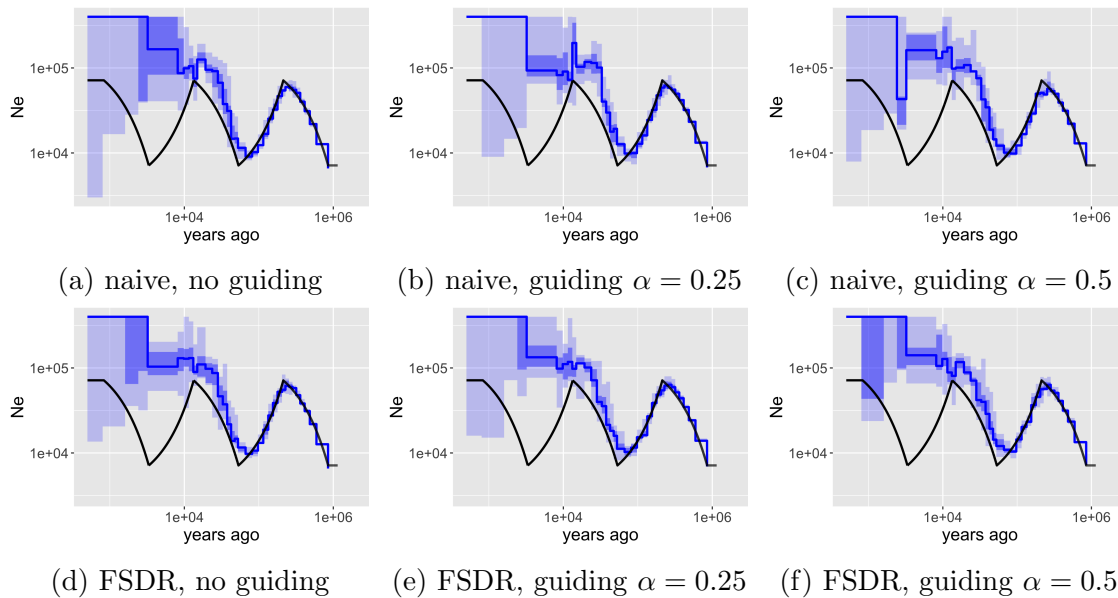 1e+05
1e+04
Ne
1e+04
1e+06
years ago
(a) naive, no guiding
1e+05
1e+04
Ne
1e+04
1e+06
years ago
(b) naive, guiding α = 0.25
1e+05
1e+04
Ne
1e+04
1e+06
years ago
(c) naive, guiding α = 0.5
1e+05
1e+04
Ne
1e+04
1e+06
years ago
(d) FSDR, no guiding
1e+05
1e+04
Ne
1e+04
1e+06
years ago
(e) FSDR, guiding α = 0.25
1e+05
1e+04
Ne
1e+04
1e+06
years ago
(f) FSDR, guiding α = 0.5